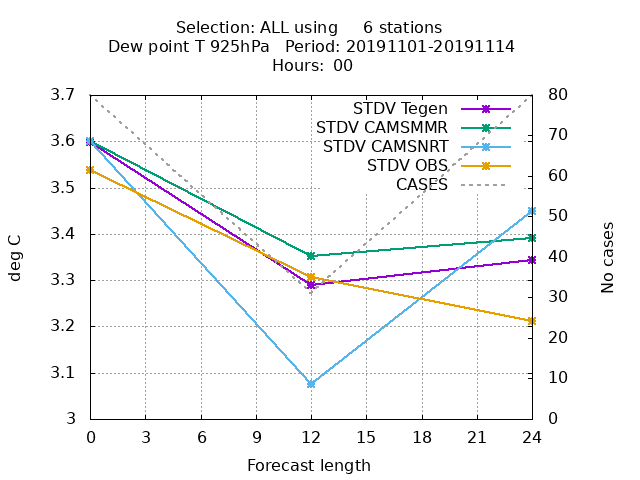 Selection: ALL using     6 stations
Dew point T 925hPa   Period: 20191101-20191114
Hours:  00
STDV Tegen
STDV CAMSMMR
STDV CAMSNRT
STDV OBS
CASES
3.7
3.6
3.5
3.4
3.3
3.2
3.1
3
deg C
80
70
60
50
40
30
20
10
0
No cases
0 3 6 9 12 15 18 21 24
Forecast length